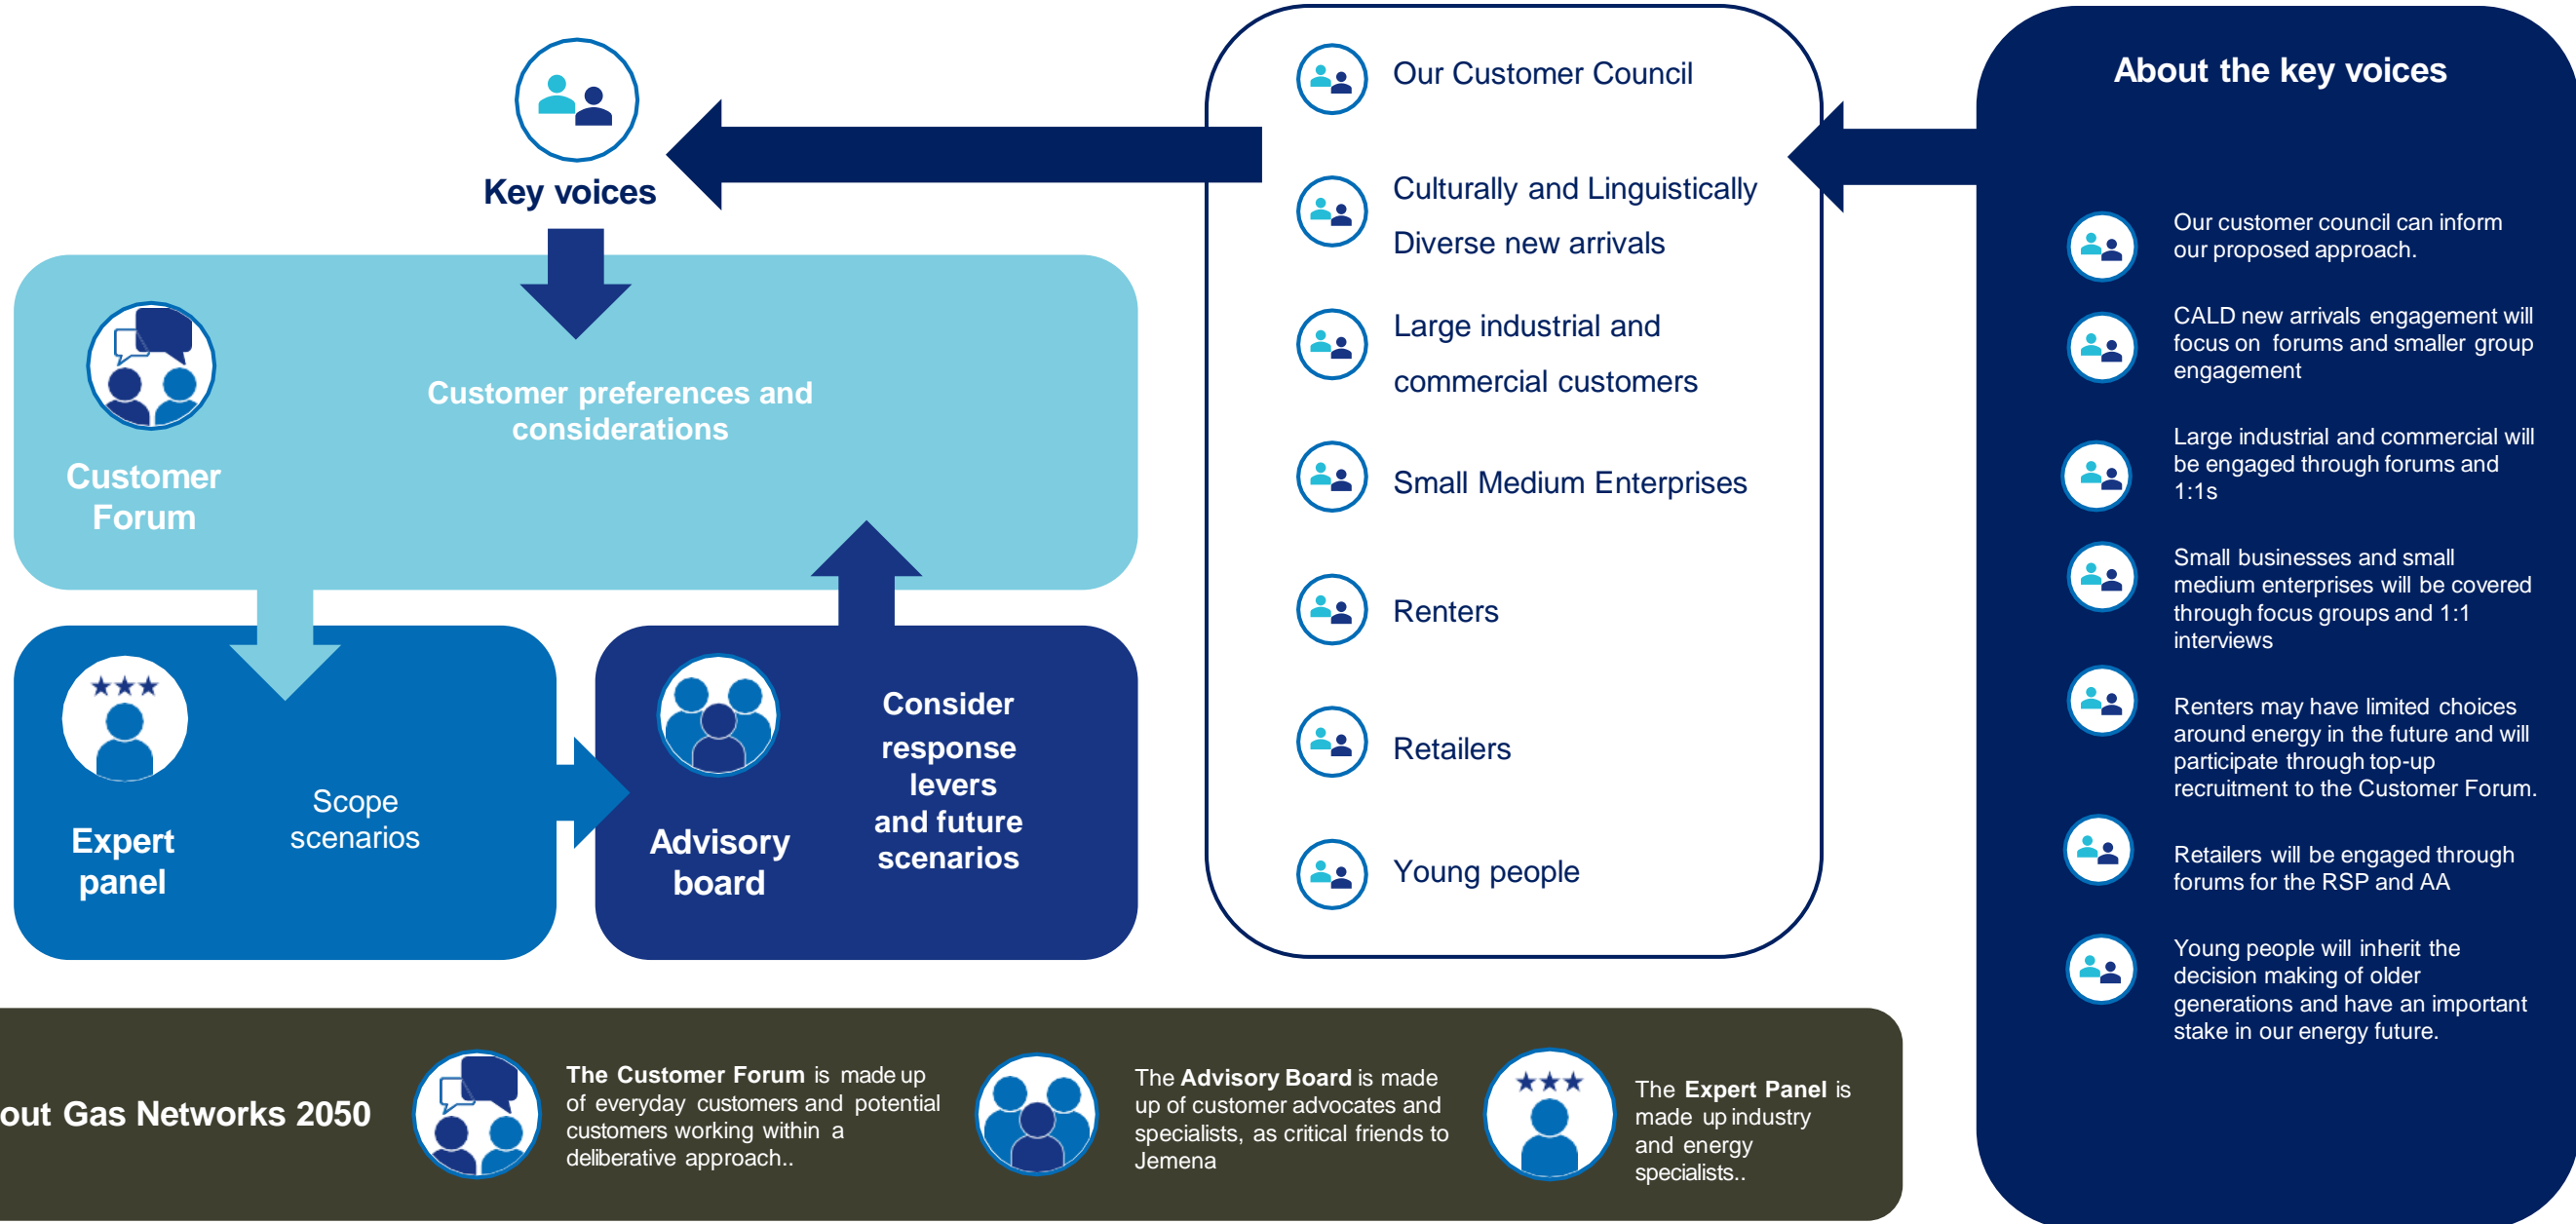 Key voices
Customer
Forum
Customer preferences and
considerations
Expert
panel
Scope
scenarios
Advisory
board
Consider
response
levers
and future
scenarios
Our Customer Council
Culturally and Linguistically
Diverse new arrivals
Large industrial and
commercial customers
Small Medium Enterprises
Renters
Retailers
Young people
About the key voices
Our customer council can inform
our proposed approach.
CALD new arrivals engagement will
focus on forums and smaller group
engagement
Large industrial and commercial will
be engaged through forums and
1:1s
Small businesses and small
medium enterprises will be covered
through focus groups and 1:1
interviews
Renters may have limited choices
around energy in the future and will
participate through top-up
recruitment to the Customer Forum.
Retailers will be engaged through
forums for the RSP and AA
Young people will inherit the
decision making of older
generations and have an important
stake in our energy future.
out Gas Networks 2050
The Customer Forum is made up
of everyday customers and potential
customers working within a
deliberative approach..
The Advisory Board is made
up of customer advocates and
specialists, as critical friends to
Jemena
The Expert Panel is
made up industry
and energy
specialists..